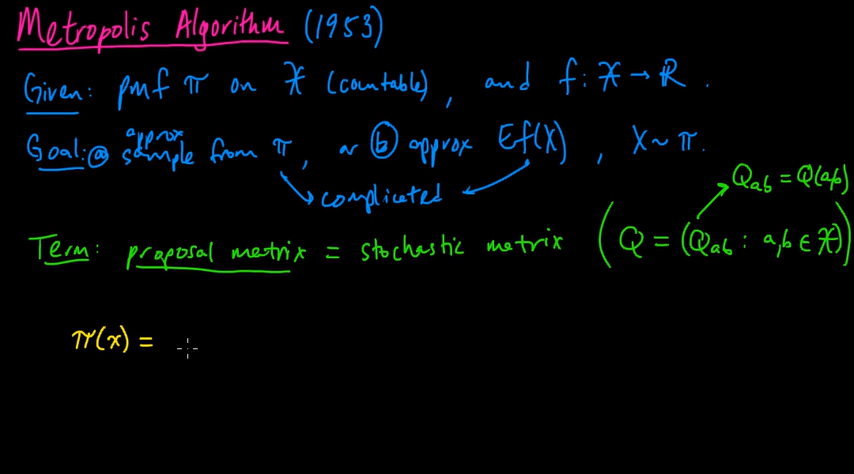 Metropolis Algorithm (1953)
Given: pmf π on X (countable), and f: X → R.
Goal: ⓐ approx sample from π, or ⓑ approx Ef(X), X ~ π.
complicated
Q_ab = Q(a,b)
Term: proposal matrix = stochastic matrix (Q = (Q_ab : a,b ∈ X))
π(x) =